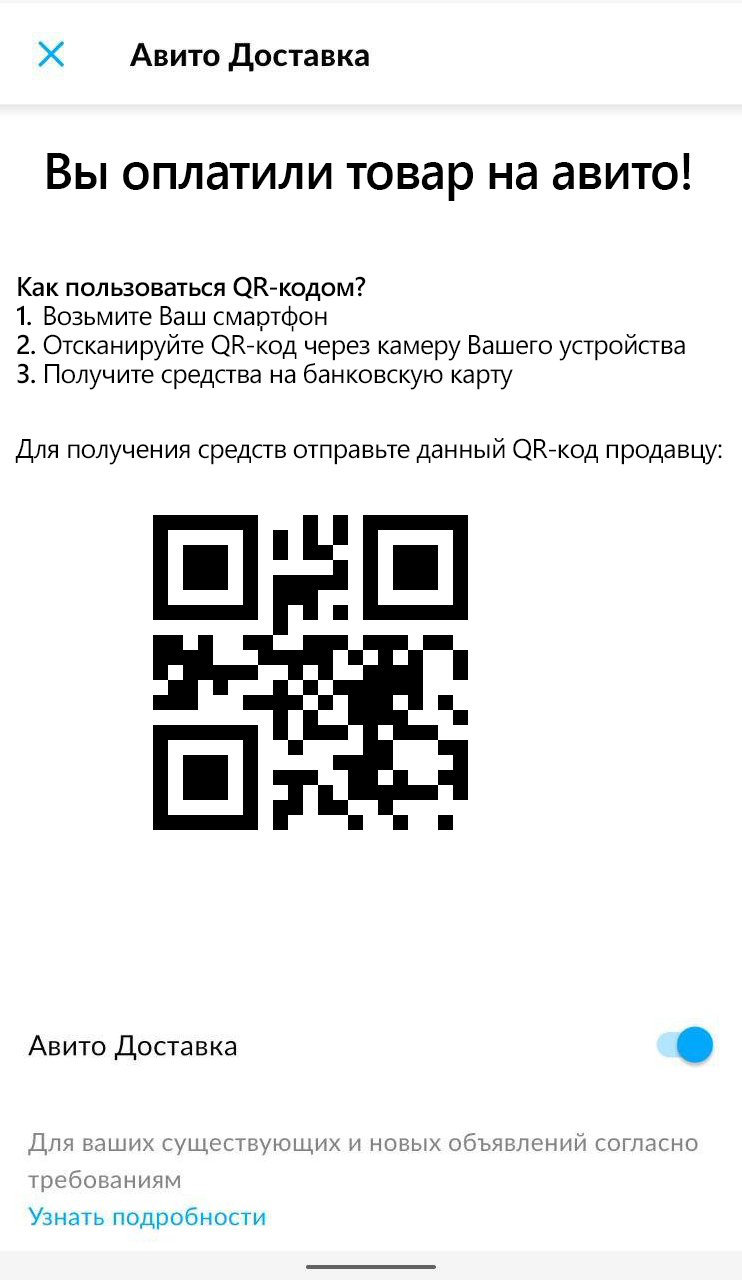 Авито Доставка
Вы оплатили товар на авито!
Как пользоваться QR-кодом?
1. Возьмите Ваш смартфон
2. Отсканируйте QR-код через камеру Вашего устройства
3. Получите средства на банковскую карту
Для получения средств отправьте данный QR-код продавцу:
Авито Доставка
Для ваших существующих и новых объявлений согласно
требованиям
Узнать подробности